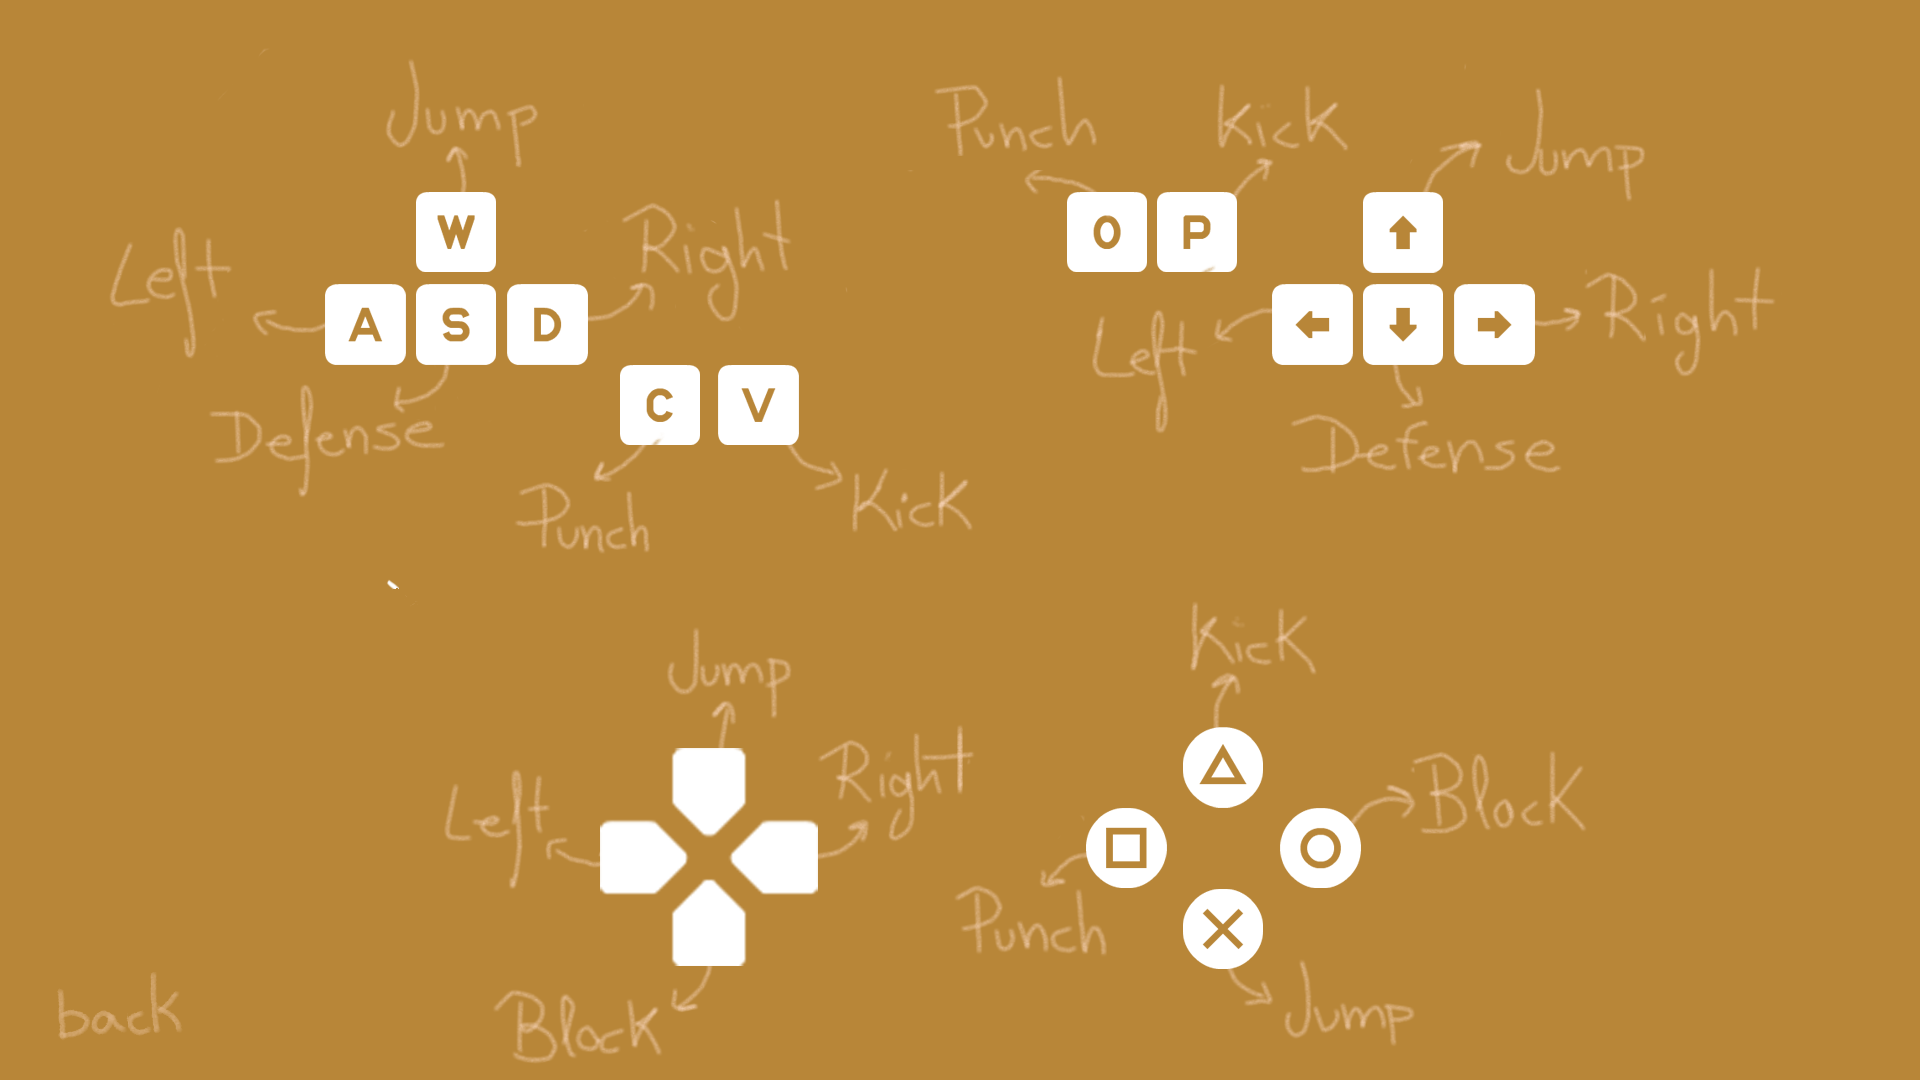 Jump
W
Left
Right
A S D
Defense
C V
Punch
Kick
Punch
Kick
Jump
O P
Left
Right
Defense
Jump
Left
Right
Block
Kick
Block
Punch
Jump
back